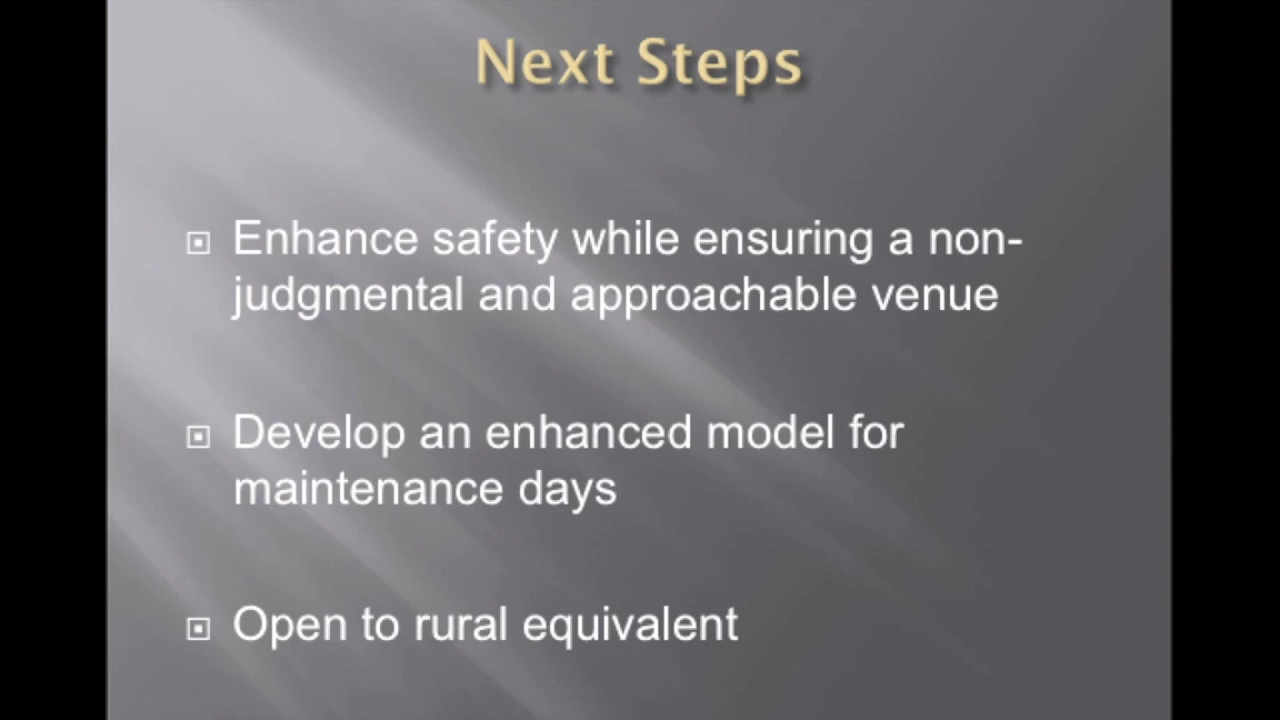 Next Steps
Enhance safety while ensuring a non-
judgmental and approachable venue
Develop an enhanced model for
maintenance days
Open to rural equivalent